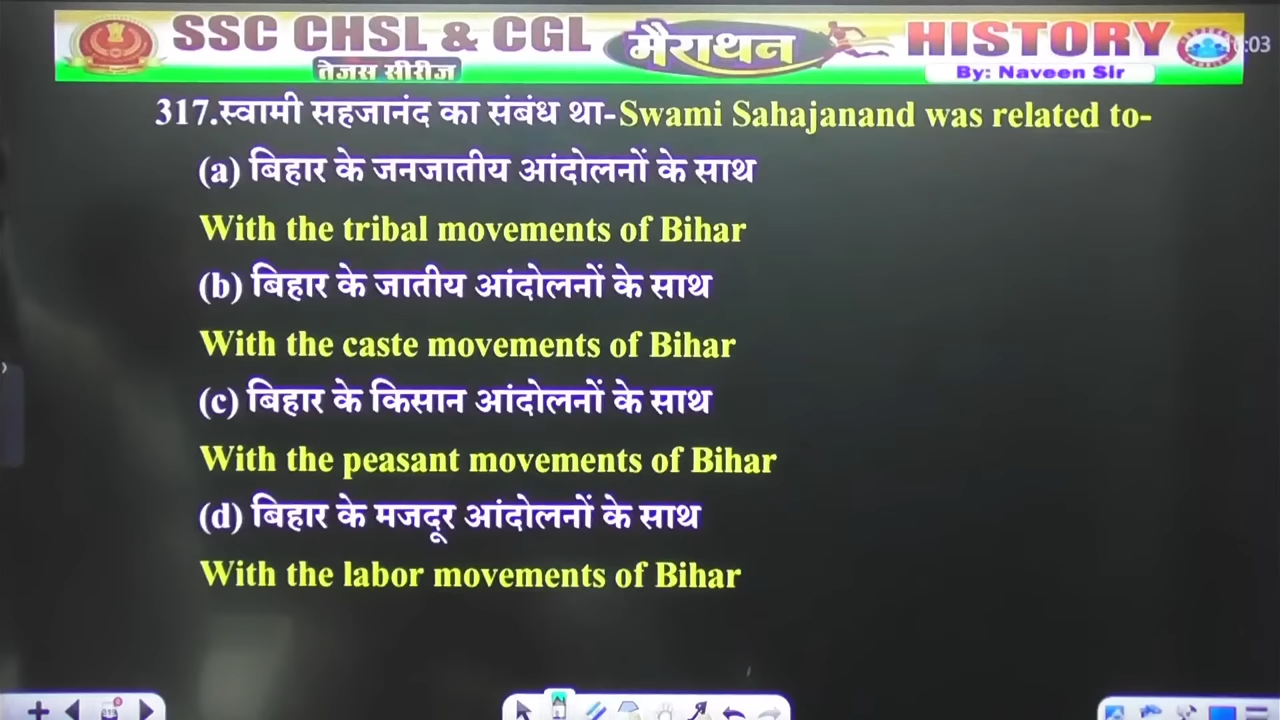 SSC CHSL & CGL
तेजस सीरीज
मैराथन
HISTORY
By: Naveen Sir
317.स्वामी सहजानंद का संबंध था-Swami Sahajanand was related to-
(a) बिहार के जनजातीय आंदोलनों के साथ
With the tribal movements of Bihar
(b) बिहार के जातीय आंदोलनों के साथ
With the caste movements of Bihar
(c) बिहार के किसान आंदोलनों के साथ
With the peasant movements of Bihar
(d) बिहार के मजदूर आंदोलनों के साथ
With the labor movements of Bihar